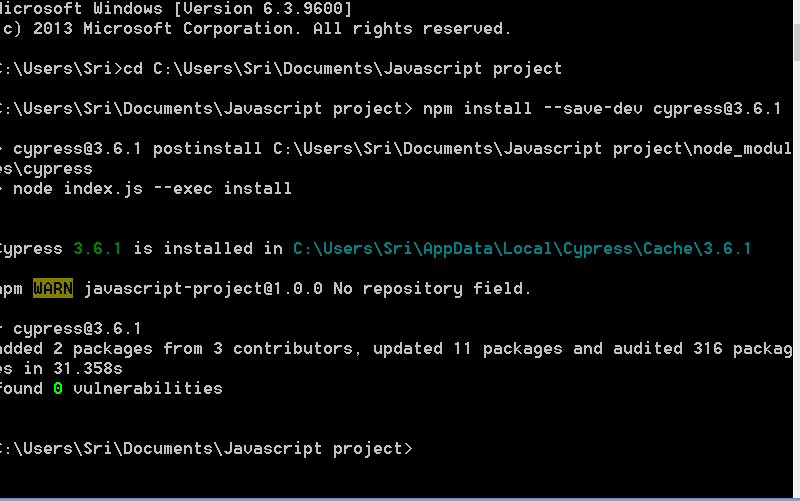 Microsoft Windows [Version 6.3.9600]
(c) 2013 Microsoft Corporation. All rights reserved.
C:\Users\Sri>cd C:\Users\Sri\Documents\Javascript project
C:\Users\Sri\Documents\Javascript project> npm install --save-dev cypress@3.6.1
> cypress@3.6.1 postinstall C:\Users\Sri\Documents\Javascript project\node_modul
es\cypress
> node index.js --exec install
Cypress 3.6.1 is installed in C:\Users\Sri\AppData\Local\Cypress\Cache\3.6.1
npm WARN javascript-project@1.0.0 No repository field.
+ cypress@3.6.1
added 2 packages from 3 contributors, updated 11 packages and audited 316 packag
es in 31.358s
found 0 vulnerabilities
C:\Users\Sri\Documents\Javascript project>